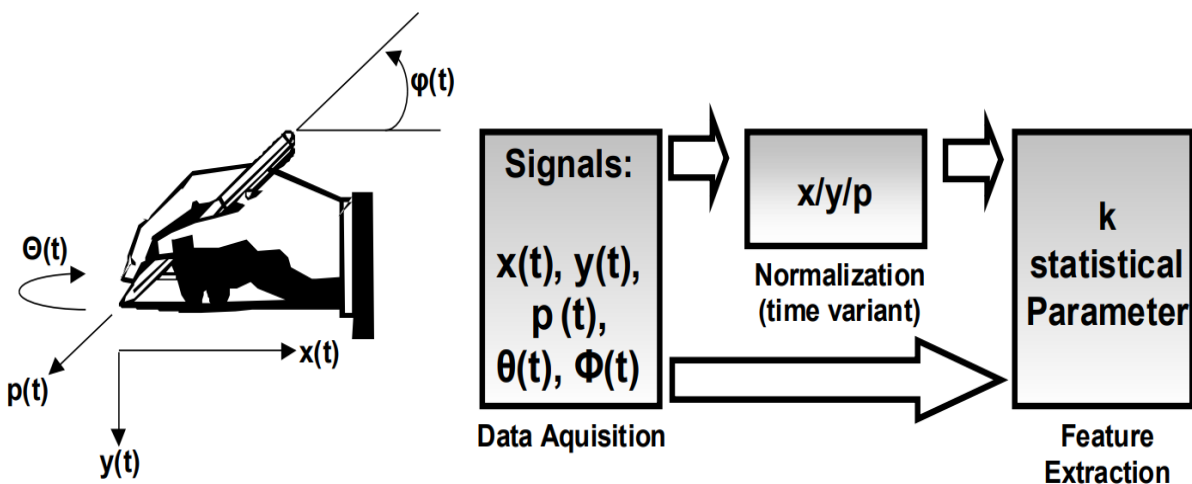 φ(t)
Θ(t)
p(t)
x(t)
y(t)
Signals:
x(t), y(t),
p (t),
θ(t), Φ(t)
Data Aquisition
x/y/p
Normalization
(time variant)
k
statistical
Parameter
Feature
Extraction